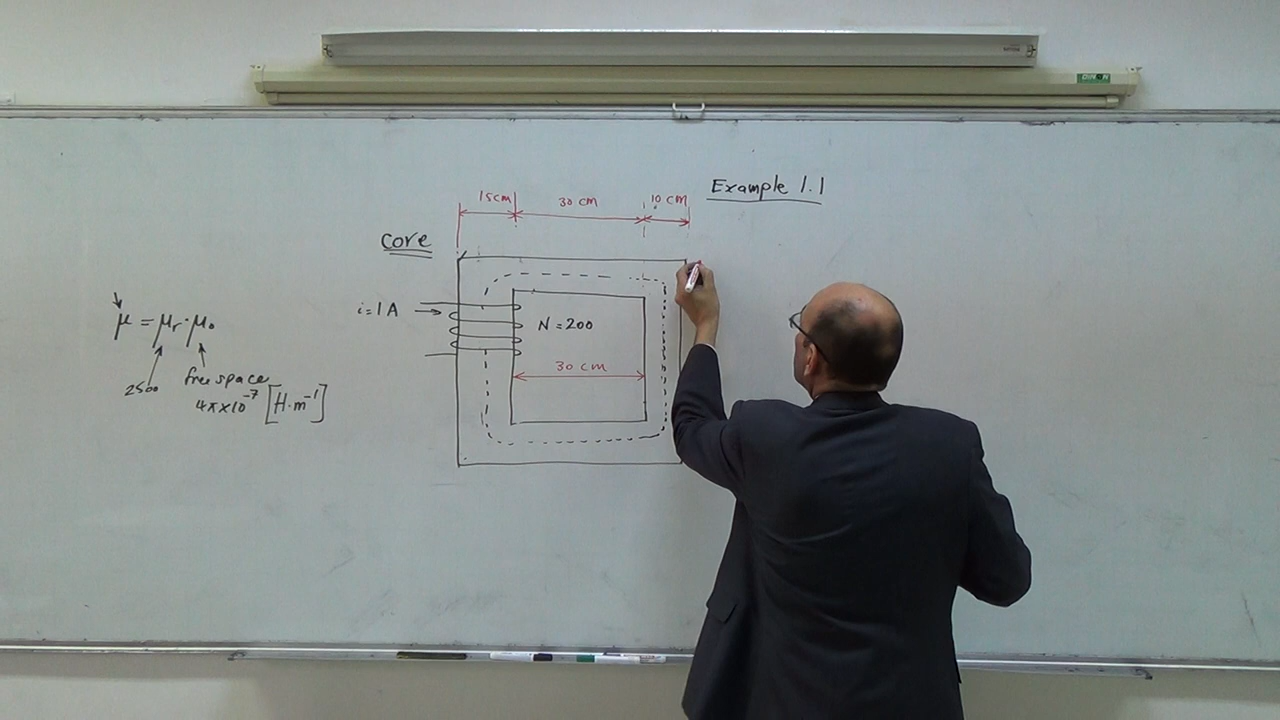 DINON
Example 1.1
15cm
30 cm
10 cm
core
i=1A
N=200
30 cm
μ = μr·μ₀
2500
free space
4π×10⁻⁷ [H·m⁻¹]